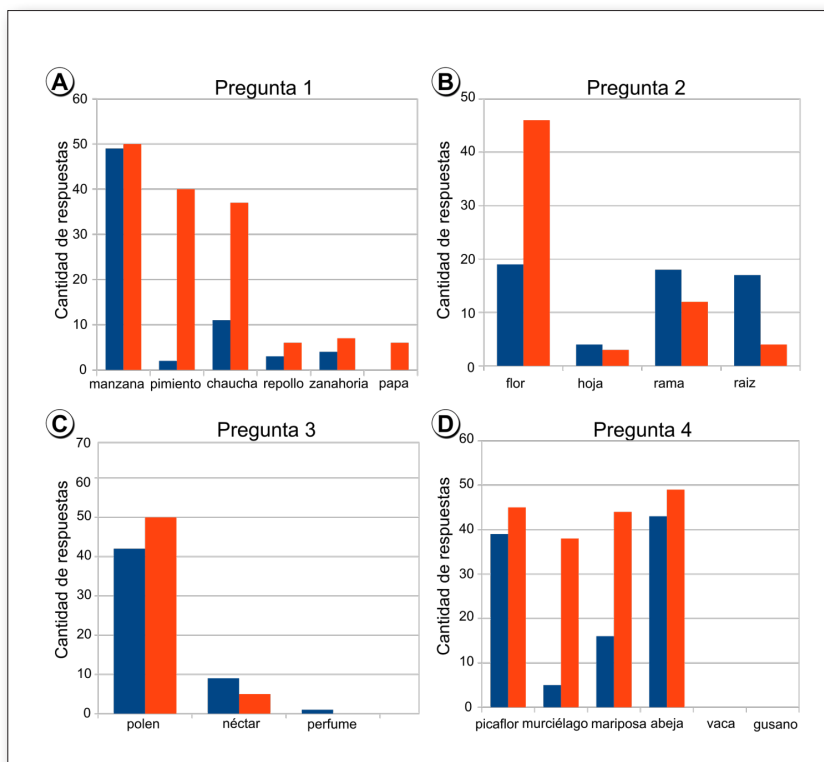 A
Pregunta 1
Cantidad de respuestas
60
50
40
30
20
10
0
manzana pimiento chaucha repollo zanahoria papa
B
Pregunta 2
Cantidad de respuestas
50
40
30
20
10
0
flor hoja rama raiz
C
Pregunta 3
Cantidad de respuestas
70
60
50
40
30
20
10
0
polen néctar perfume
D
Pregunta 4
Cantidad de respuestas
60
50
40
30
20
10
0
picaflor murciélago mariposa abeja vaca gusano